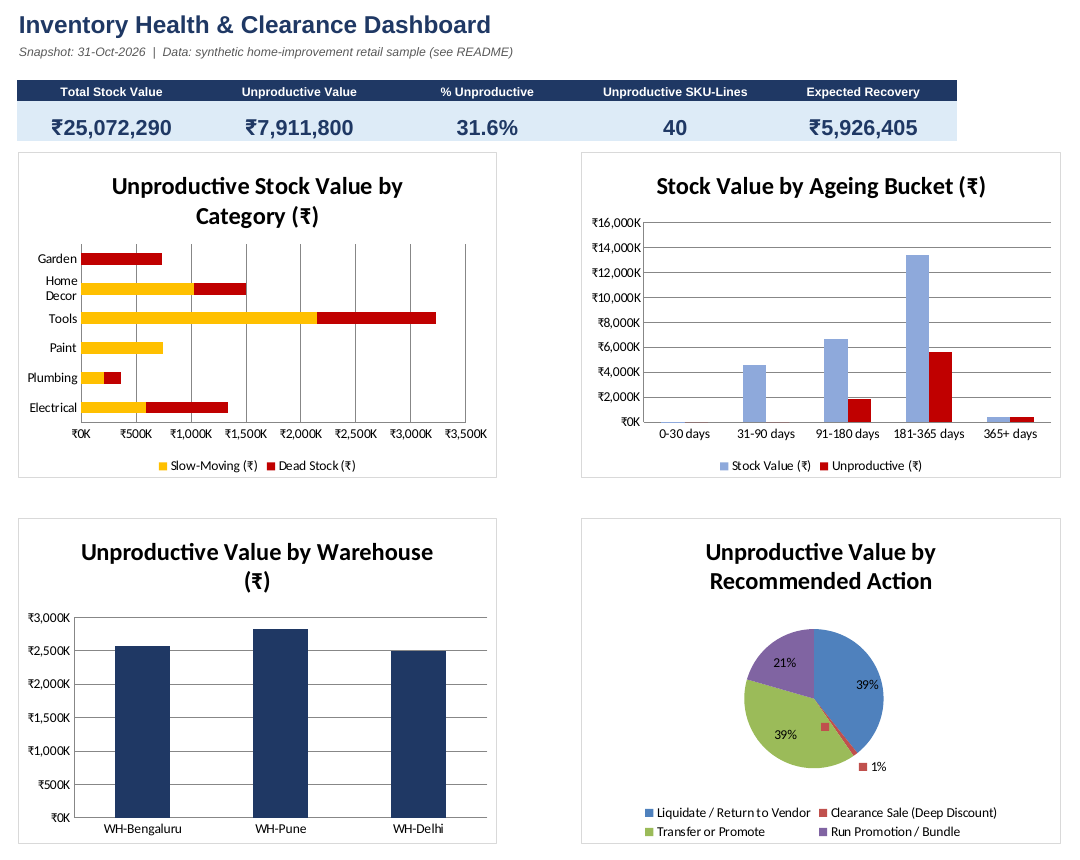 Inventory Health & Clearance Dashboard
Snapshot: 31-Oct-2026 | Data: synthetic home-improvement retail sample (see README)
Total Stock Value Unproductive Value % Unproductive Unproductive SKU-Lines Expected Recovery
₹25,072,290 ₹7,911,800 31.6% 40 ₹5,926,405
Unproductive Stock Value by
Category (₹)
Garden
Home
Decor
Tools
Paint
Plumbing
Electrical
₹0K ₹500K ₹1,000K ₹1,500K ₹2,000K ₹2,500K ₹3,000K ₹3,500K
Slow-Moving (₹) Dead Stock (₹)
Stock Value by Ageing Bucket (₹)
₹16,000K
₹14,000K
₹12,000K
₹10,000K
₹8,000K
₹6,000K
₹4,000K
₹2,000K
₹0K
0-30 days 31-90 days 91-180 days 181-365 days 365+ days
Stock Value (₹) Unproductive (₹)
Unproductive Value by Warehouse
(₹)
₹3,000K
₹2,500K
₹2,000K
₹1,500K
₹1,000K
₹500K
₹0K
WH-Bengaluru WH-Pune WH-Delhi
Unproductive Value by
Recommended Action
21%
39%
39%
1%
Liquidate / Return to Vendor Clearance Sale (Deep Discount)
Transfer or Promote Run Promotion / Bundle